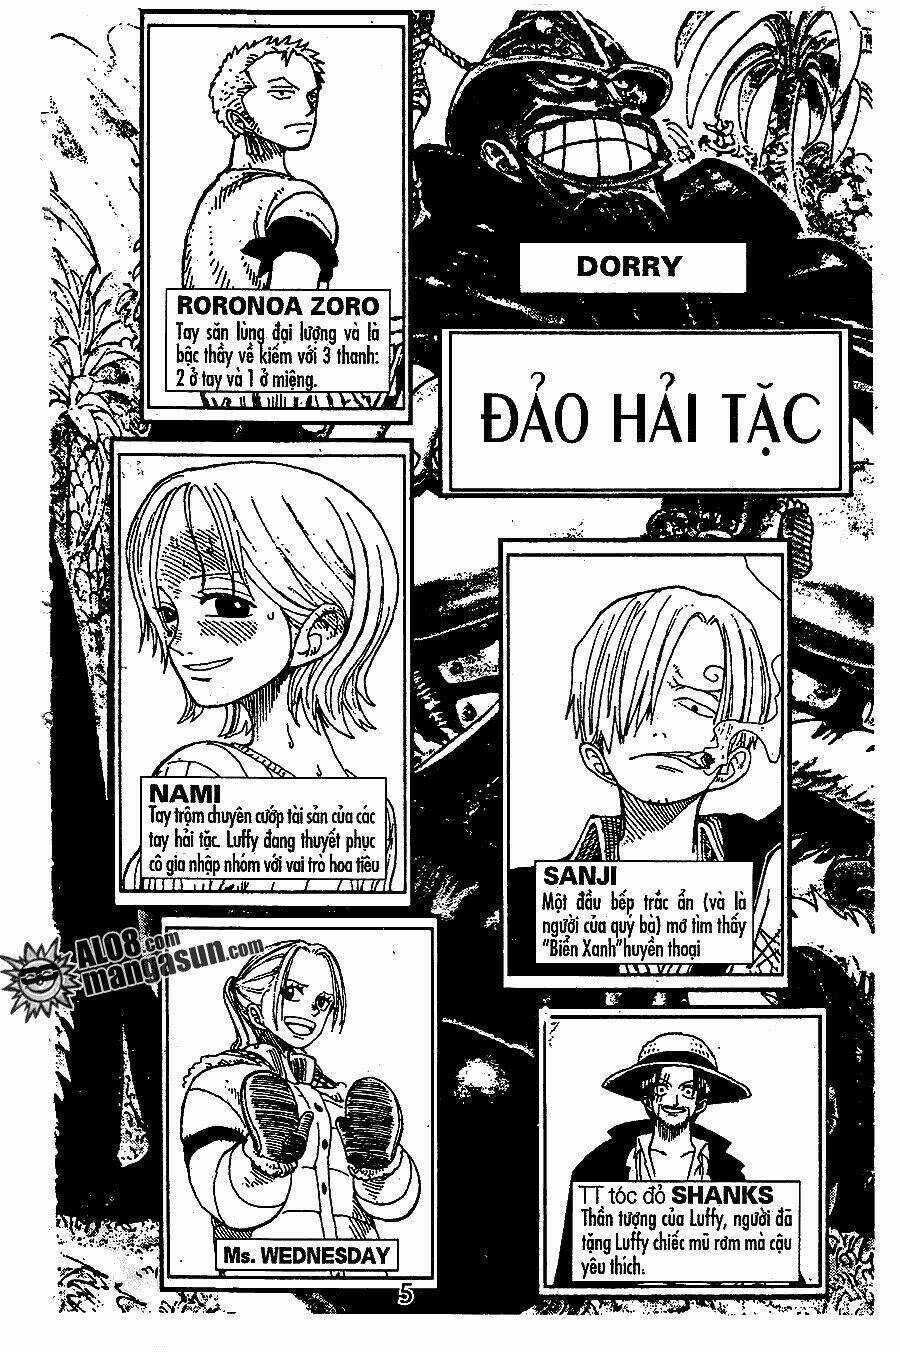 RORONOA ZORO
Tay săn lùng đại lượng và là
bậc thầy về kiếm với 3 thanh:
2 ở tay và 1 ở miệng.
DORRY
ĐẢO HẢI TẶC
NAMI
Tay trộm chuyên cướp tài sản của các
tay hải tặc. Luffy đang thuyết phục
cô gia nhập nhóm với vai trò hoa tiêu
SANJI
Một đầu bếp trắc ẩn (và là
người của quý bà) mơ tìm thấy
"Biển Xanh" huyền thoại
AL08.com
mangasun.com
Ms. WEDNESDAY
TT tóc đỏ SHANKS
Thần tượng của Luffy, người đã
tặng Luffy chiếc mũ rơm mà cậu
yêu thích.
5